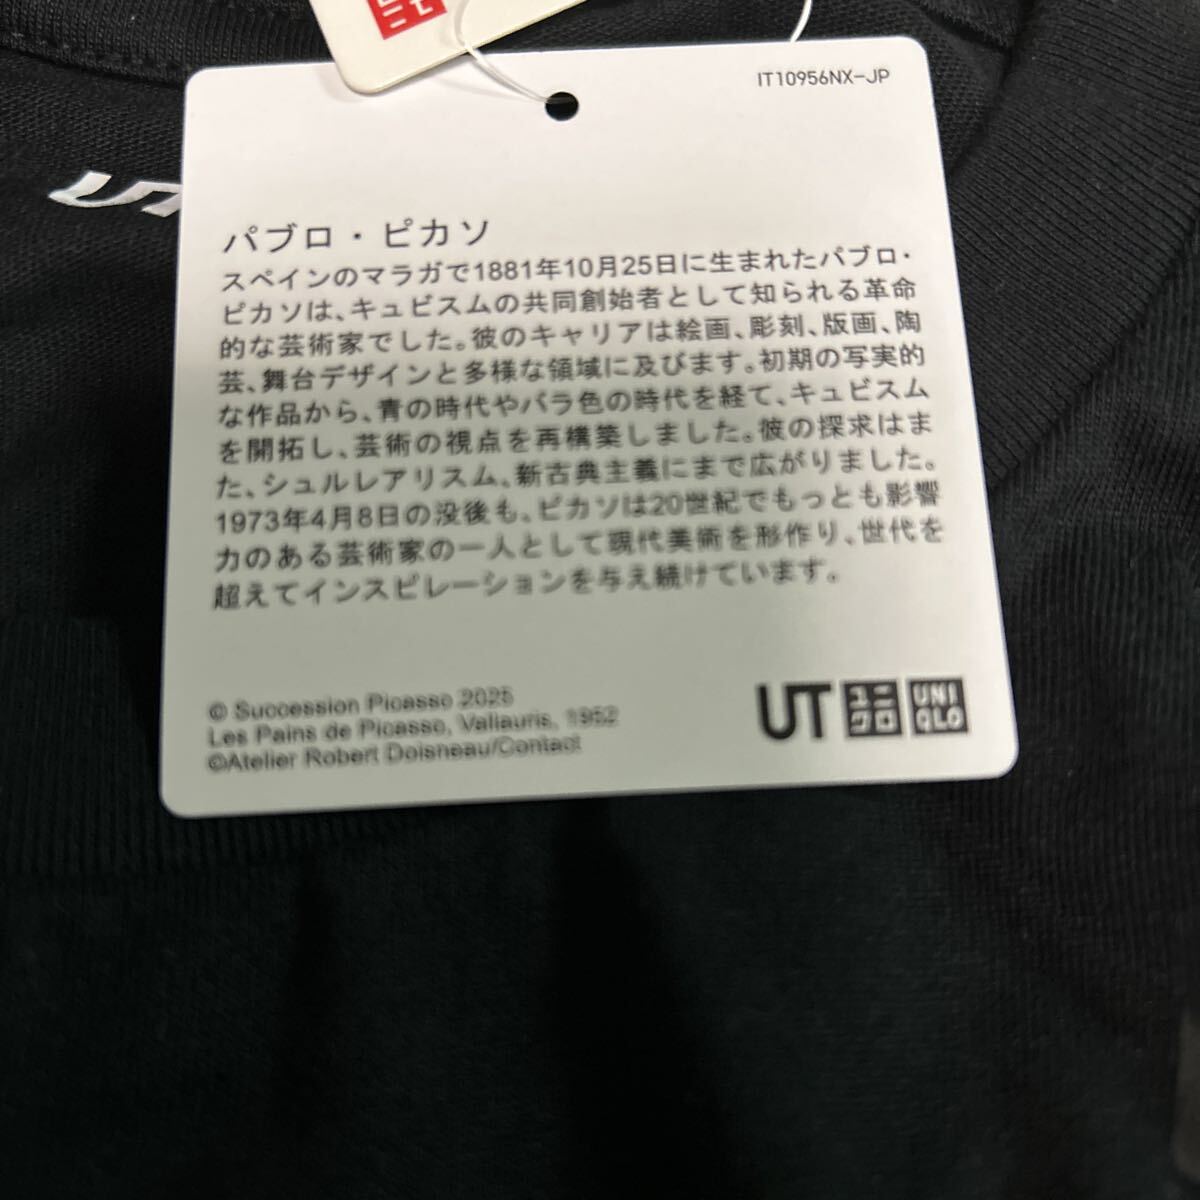 IT10956NX-JP
パブロ・ピカソ
スペインのマラガで1881年10月25日に生まれたパブロ・
ピカソは、キュビスムの共同創始者として知られる革命
的な芸術家でした。彼のキャリアは絵画、彫刻、版画、陶
芸、舞台デザインと多様な領域に及びます。初期の写実的
な作品から、青の時代やバラ色の時代を経て、キュビスム
を開拓し、芸術の視点を再構築しました。彼の探求はま
た、シュルレアリスム、新古典主義にまで広がりました。
1973年4月8日の没後も、ピカソは20世紀でもっとも影響
力のある芸術家の一人として現代美術を形作り、世代を
超えてインスピレーションを与え続けています。
© Succession Picasso 2025
Les Pains de Picasso, Vallauris, 1952
©Atelier Robert Doisneau/Contact
UT ユニクロ UNIQLO